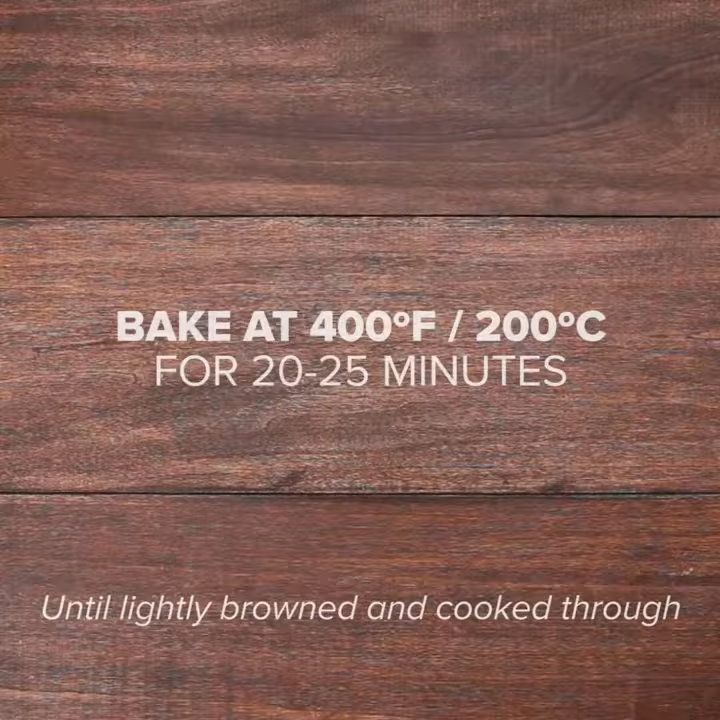 BAKE AT 400°F / 200°C
FOR 20-25 MINUTES
Until lightly browned and cooked through